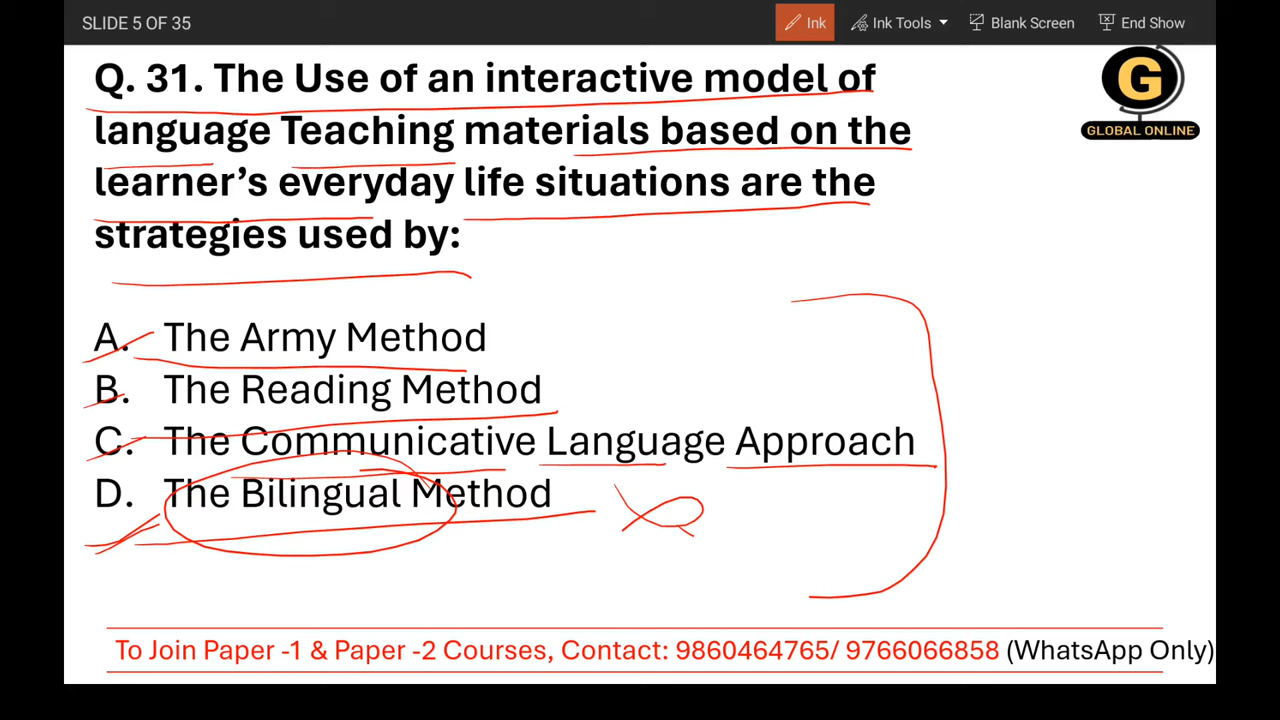 SLIDE 5 OF 35
Ink
Ink Tools
Blank Screen
End Show
Q. 31. The Use of an interactive model of
language Teaching materials based on the
learner's everyday life situations are the
strategies used by:
G
GLOBAL ONLINE
A. The Army Method
B. The Reading Method
C. The Communicative Language Approach
D. The Bilingual Method
To Join Paper -1 & Paper -2 Courses, Contact: 9860464765/ 9766066858 (WhatsApp Only)